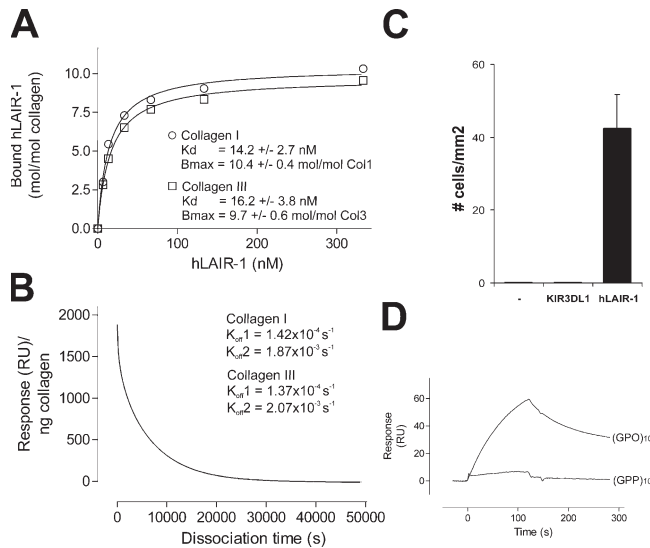 A
Bound hLAIR-1
(mol/mol collagen)
10.0
7.5
5.0
2.5
0.0
Collagen I
Kd = 14.2 +/- 2.7 nM
Bmax = 10.4 +/- 0.4 mol/mol Col1
Collagen III
Kd = 16.2 +/- 3.8 nM
Bmax = 9.7 +/- 0.6 mol/mol Col3
0 100 200 300
hLAIR-1 (nM)
B
Response (RU)/
ng collagen
2000
1500
1000
500
0
Collagen I
Koff1 = 1.42x10-4 s-1
Koff2 = 1.87x10-3 s-1
Collagen III
Koff1 = 1.37x10-4 s-1
Koff2 = 2.07x10-3 s-1
0 10000 20000 30000 40000 50000
Dissociation time (s)
C
# cells/mm2
60
40
20
0
- KIR3DL1 hLAIR-1
D
Response
(RU)
60
40
20
0
(GPO)10
(GPP)10
0 100 200 300
Time (s)